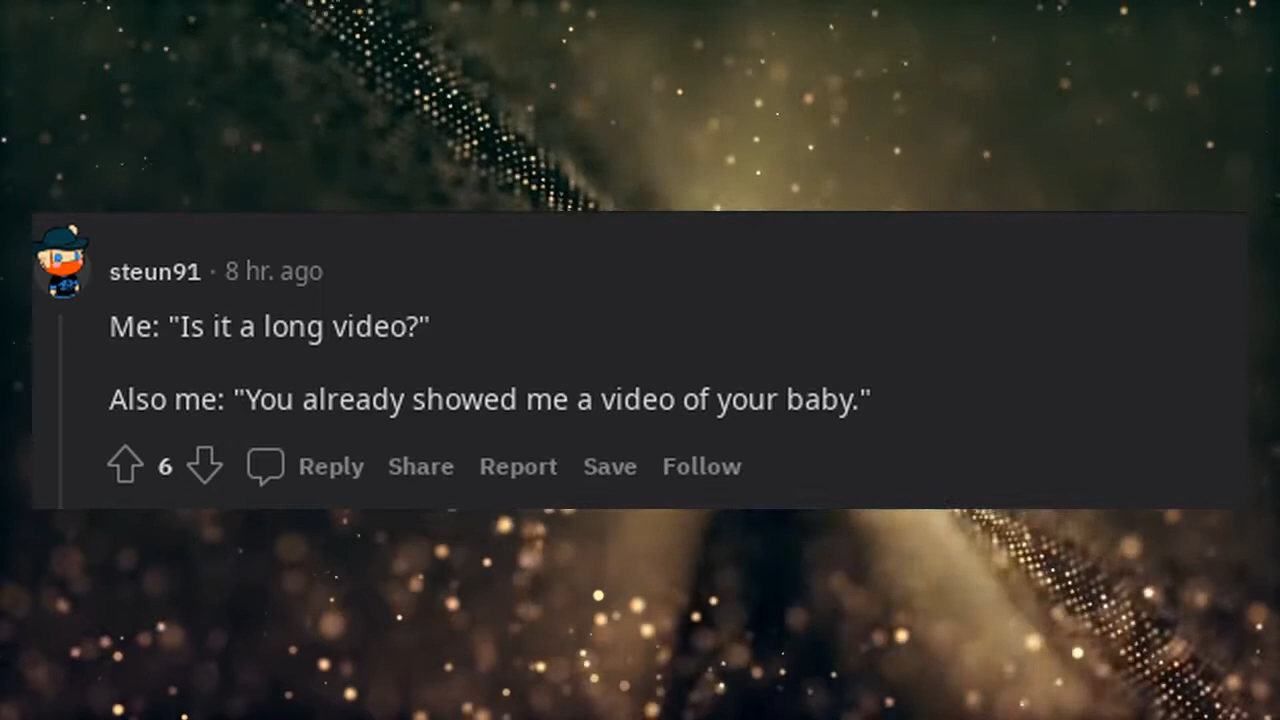 steun91 · 8 hr. ago
Me: "Is it a long video?"
Also me: "You already showed me a video of your baby."
6 Reply Share Report Save Follow